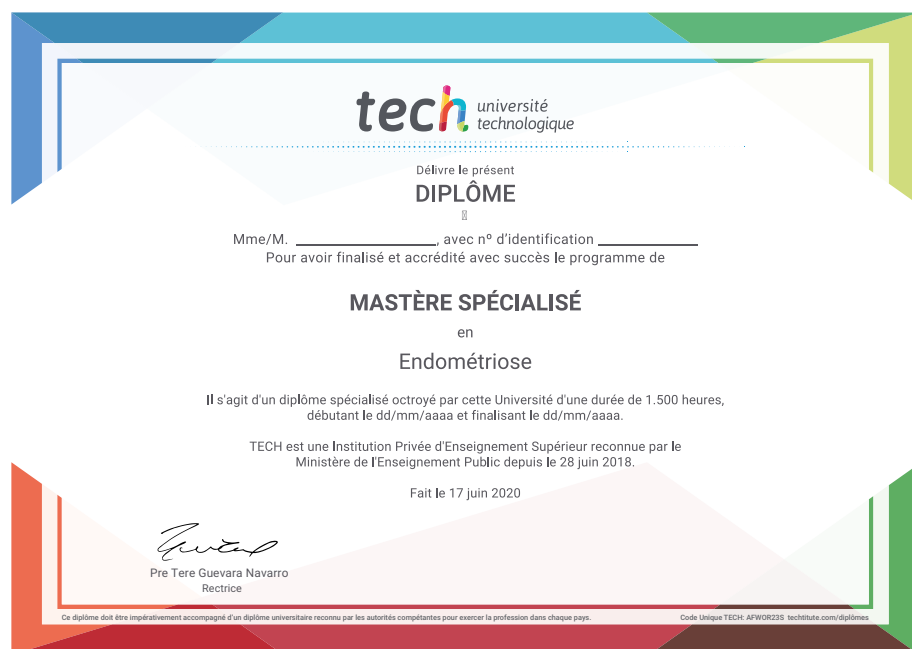 tech université
technologique
Délivre le présent
DIPLÔME
Mme/M. ____________________, avec nº d'identification ______________
Pour avoir finalisé et accrédité avec succès le programme de
MASTÈRE SPÉCIALISÉ
en
Endométriose
Il s'agit d'un diplôme spécialisé octroyé par cette Université d'une durée de 1.500 heures,
débutant le dd/mm/aaaa et finalisant le dd/mm/aaaa.
TECH est une Institution Privée d'Enseignement Supérieur reconnue par le
Ministère de l'Enseignement Public depuis le 28 juin 2018.
Fait le 17 juin 2020
Pre Tere Guevara Navarro
Rectrice
Ce diplôme doit être impérativement accompagné d'un diplôme universitaire reconnu par les autorités compétantes pour exercer la profession dans chaque pays. Code Unique TECH: AFWOR23S techtitute.com/diplômes